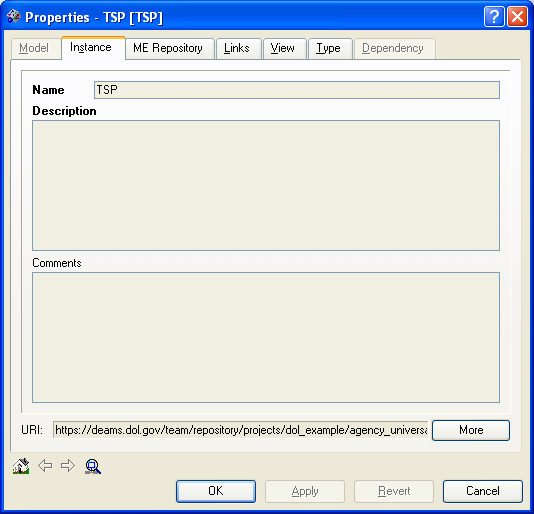 Properties - TSP [TSP]
Model Instance ME Repository Links View Type Dependency
Name TSP
Description
Comments
URI: https://deams.dol.gov/team/repository/projects/dol_example/agency_universa More
OK Apply Revert Cancel